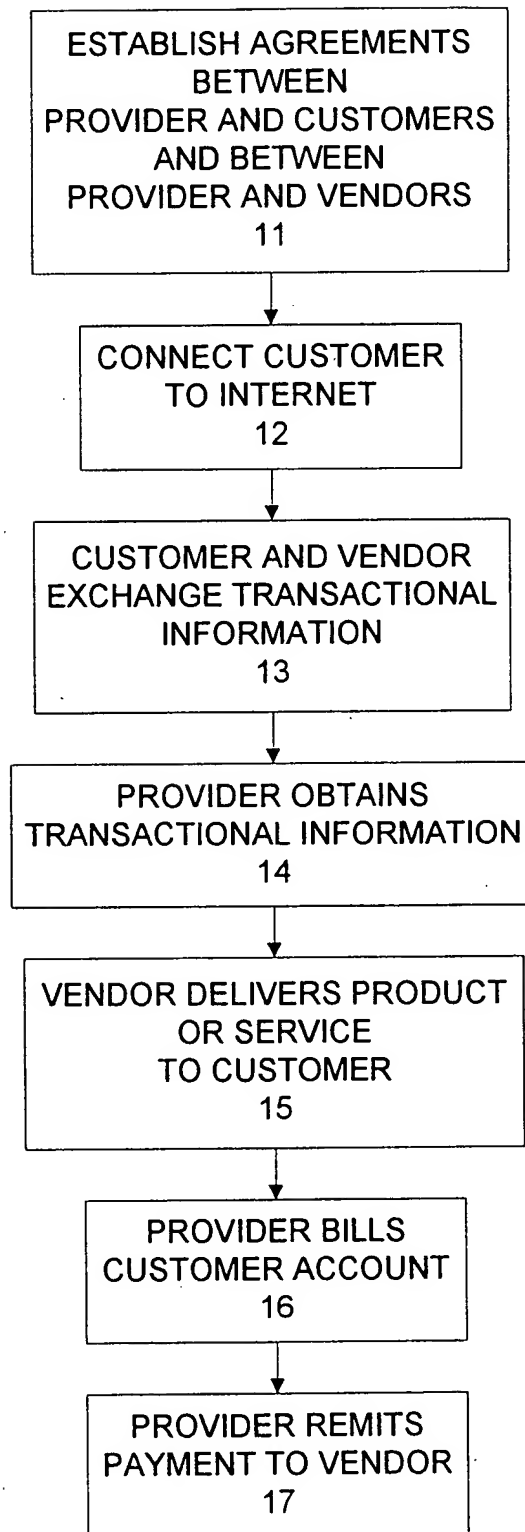 ESTABLISH AGREEMENTS
BETWEEN
PROVIDER AND CUSTOMERS
AND BETWEEN
PROVIDER AND VENDORS
11
CONNECT CUSTOMER
TO INTERNET
12
CUSTOMER AND VENDOR
EXCHANGE TRANSACTIONAL
INFORMATION
13
PROVIDER OBTAINS
TRANSACTIONAL INFORMATION
14
VENDOR DELIVERS PRODUCT
OR SERVICE
TO CUSTOMER
15
PROVIDER BILLS
CUSTOMER ACCOUNT
16
PROVIDER REMITS
PAYMENT TO VENDOR
17